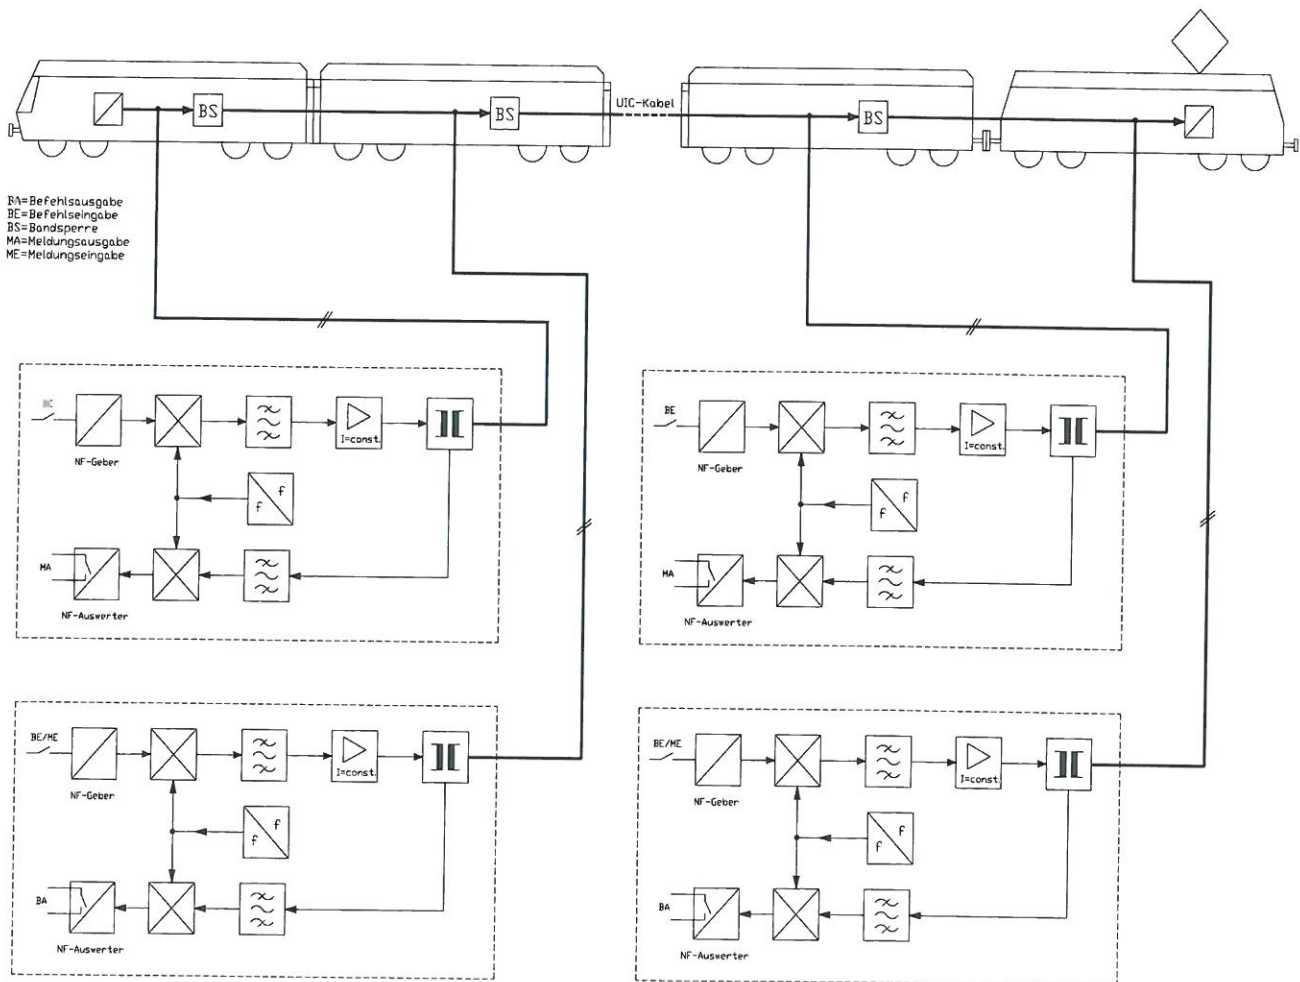 BS
BS
UIC-Kabel
BS
BA=Befehlsausgabe
BE=Befehlseingabe
BS=Bandsperre
MA=Meldungsausgabe
ME=Meldungseingabe
NF-Geber
I=const.
f
f
MA
NF-Auswerter
BE
NF-Geber
I=const.
f
f
MA
NF-Auswerter
BE/ME
NF-Geber
I=const.
f
f
BA
NF-Auswerter
BE/ME
NF-Geber
I=const.
f
f
BA
NF-Auswerter